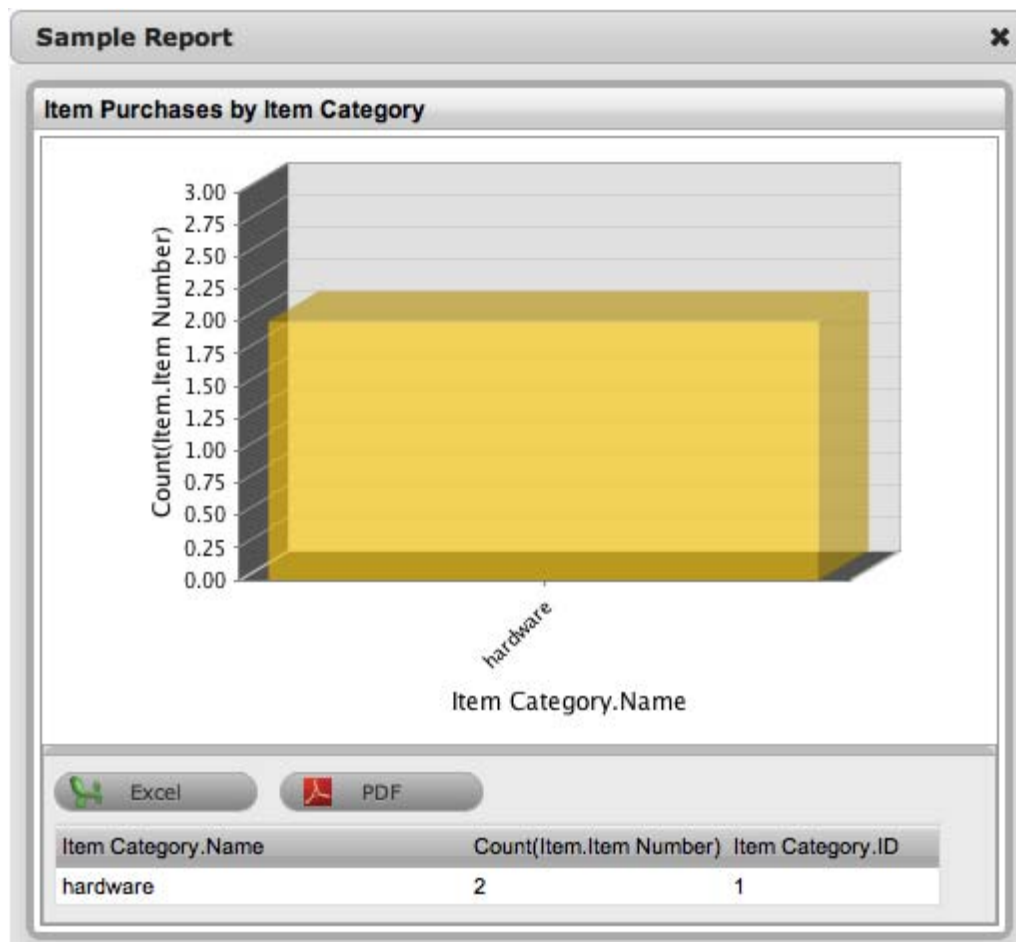 Sample Report
Item Purchases by Item Category
3.00
2.75
2.50
2.25
2.00
1.75
1.50
1.25
1.00
0.75
0.50
0.25
0.00
Count(Item.Item Number)
hardware
Item Category.Name
Excel PDF
Item Category.Name Count(Item.Item Number) Item Category.ID
hardware 2 1